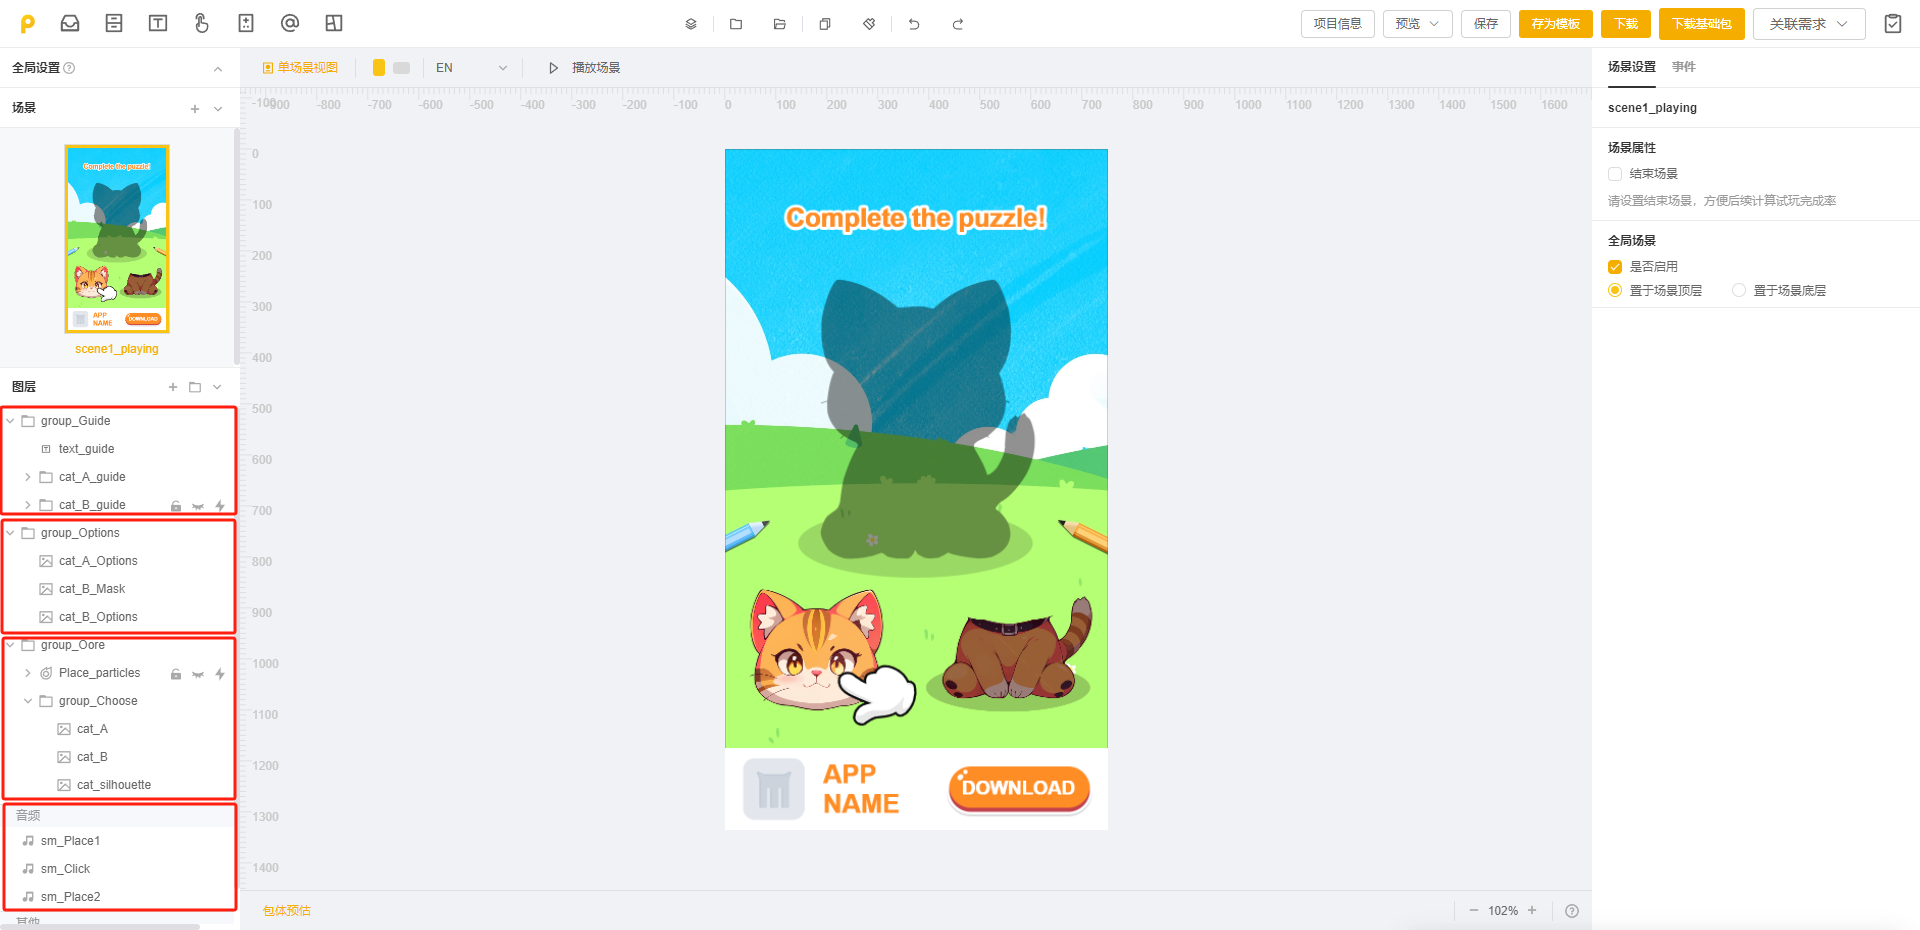 项目信息
预览
保存
存为模板
下载
下载基础包
关联需求
全局设置
单场景视图
EN
播放场景
场景设置
事件
场景
scene1_playing
场景属性
结束场景
请设置结束场景，方便后续计算试玩完成率
全局场景
是否启用
置于场景顶层
置于场景底层
-800 -700 -600 -500 -400 -300 -200 -100 0 100 200 300 400 500 600 700 800 900 1000 1100 1200 1300 1400 1500 1600
0
100
200
300
400
500
600
700
800
900
1000
1100
1200
1300
1400
Complete the puzzle!
APP
NAME
DOWNLOAD
scene1_playing
图层
group_Guide
text_guide
cat_A_guide
cat_B_guide
group_Options
cat_A_Options
cat_B_Mask
cat_B_Options
group_Oore
Place_particles
group_Choose
cat_A
cat_B
cat_silhouette
音频
sm_Place1
sm_Click
sm_Place2
其他
Complete the puzzle!
APP
NAME
DOWNLOAD
包体预估
102%